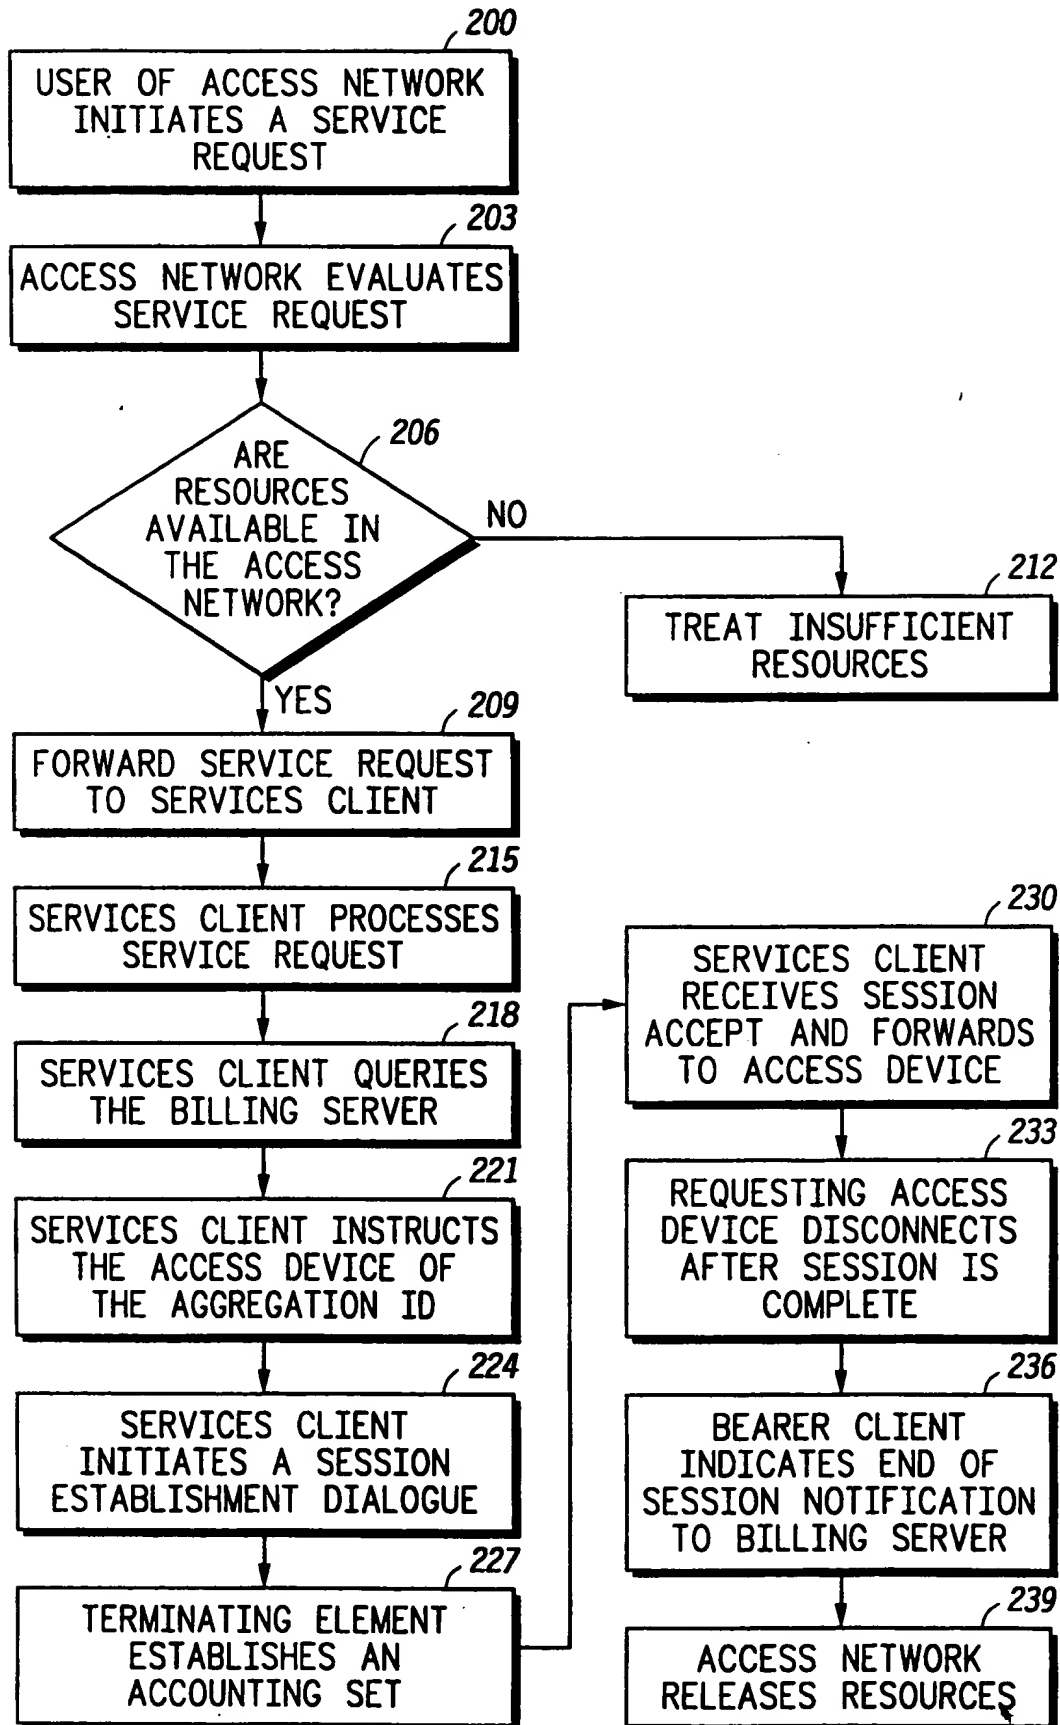 200
USER OF ACCESS NETWORK
INITIATES A SERVICE
REQUEST
203
ACCESS NETWORK EVALUATES
SERVICE REQUEST
206
ARE
RESOURCES
AVAILABLE IN
THE ACCESS
NETWORK?
NO
212
TREAT INSUFFICIENT
RESOURCES
YES
209
FORWARD SERVICE REQUEST
TO SERVICES CLIENT
215
SERVICES CLIENT PROCESSES
SERVICE REQUEST
218
SERVICES CLIENT QUERIES
THE BILLING SERVER
221
SERVICES CLIENT INSTRUCTS
THE ACCESS DEVICE OF
THE AGGREGATION ID
224
SERVICES CLIENT
INITIATES A SESSION
ESTABLISHMENT DIALOGUE
227
TERMINATING ELEMENT
ESTABLISHES AN
ACCOUNTING SET
230
SERVICES CLIENT
RECEIVES SESSION
ACCEPT AND FORWARDS
TO ACCESS DEVICE
233
REQUESTING ACCESS
DEVICE DISCONNECTS
AFTER SESSION IS
COMPLETE
236
BEARER CLIENT
INDICATES END OF
SESSION NOTIFICATION
TO BILLING SERVER
239
ACCESS NETWORK
RELEASES RESOURCES